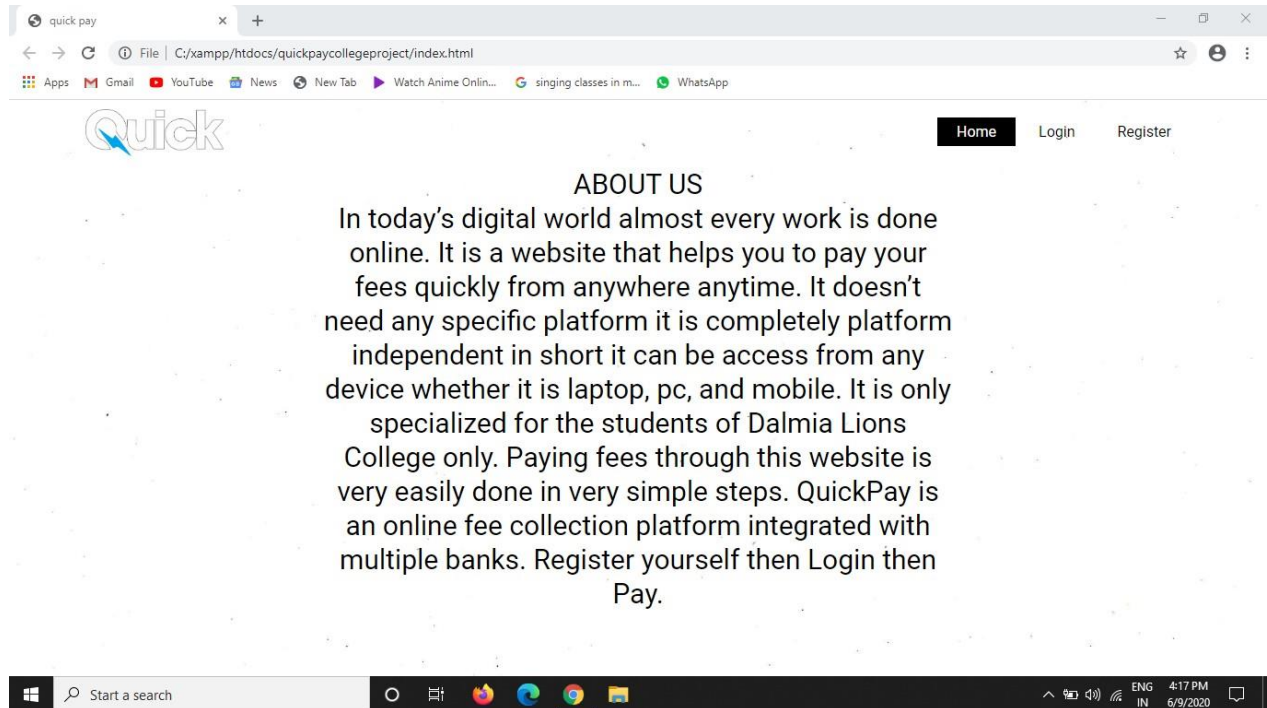 quick pay
File | C:/xampp/htdocs/quickpaycollegeproject/index.html
Apps Gmail YouTube News New Tab Watch Anime Onlin... singing classes in m... WhatsApp
Quick
Home Login Register
ABOUT US
In today’s digital world almost every work is done
online. It is a website that helps you to pay your
fees quickly from anywhere anytime. It doesn’t
need any specific platform it is completely platform
independent in short it can be access from any
device whether it is laptop, pc, and mobile. It is only
specialized for the students of Dalmia Lions
College only. Paying fees through this website is
very easily done in very simple steps. QuickPay is
an online fee collection platform integrated with
multiple banks. Register yourself then Login then
Pay.
Start a search
ENG 4:17 PM
IN 6/9/2020